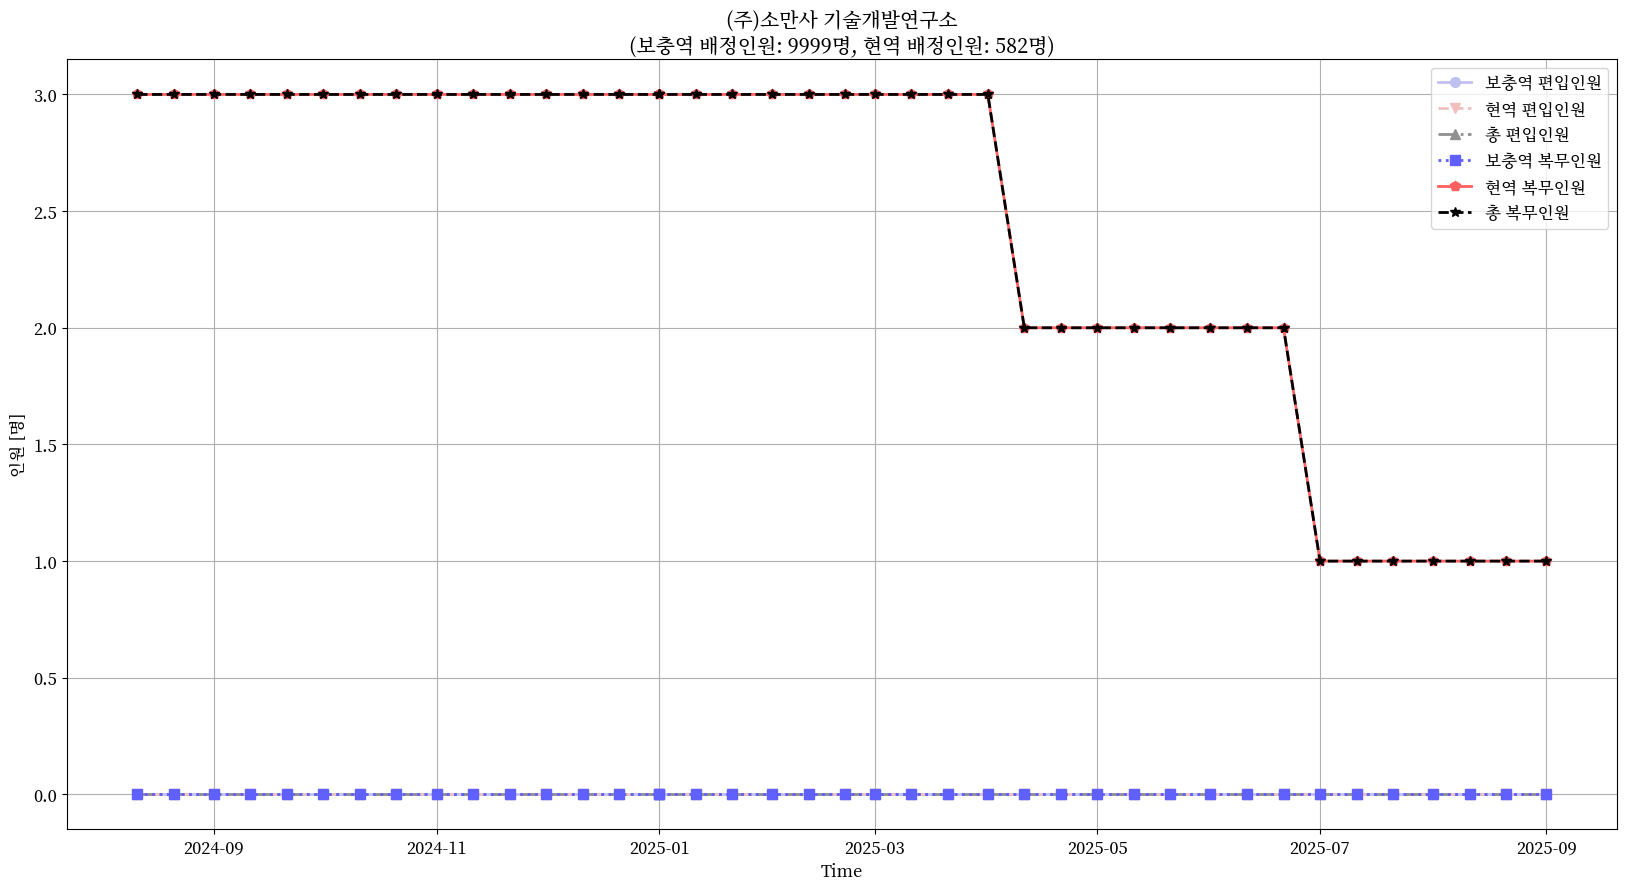 (주)소만사 기술개발연구소
(보충역 배정인원: 9999명, 현역 배정인원: 582명)
보충역 편입인원
현역 편입인원
총 편입인원
보충역 복무인원
현역 복무인원
총 복무인원
인원 [명]
3.0
2.5
2.0
1.5
1.0
0.5
0.0
2024-09 2024-11 2025-01 2025-03 2025-05 2025-07 2025-09
Time